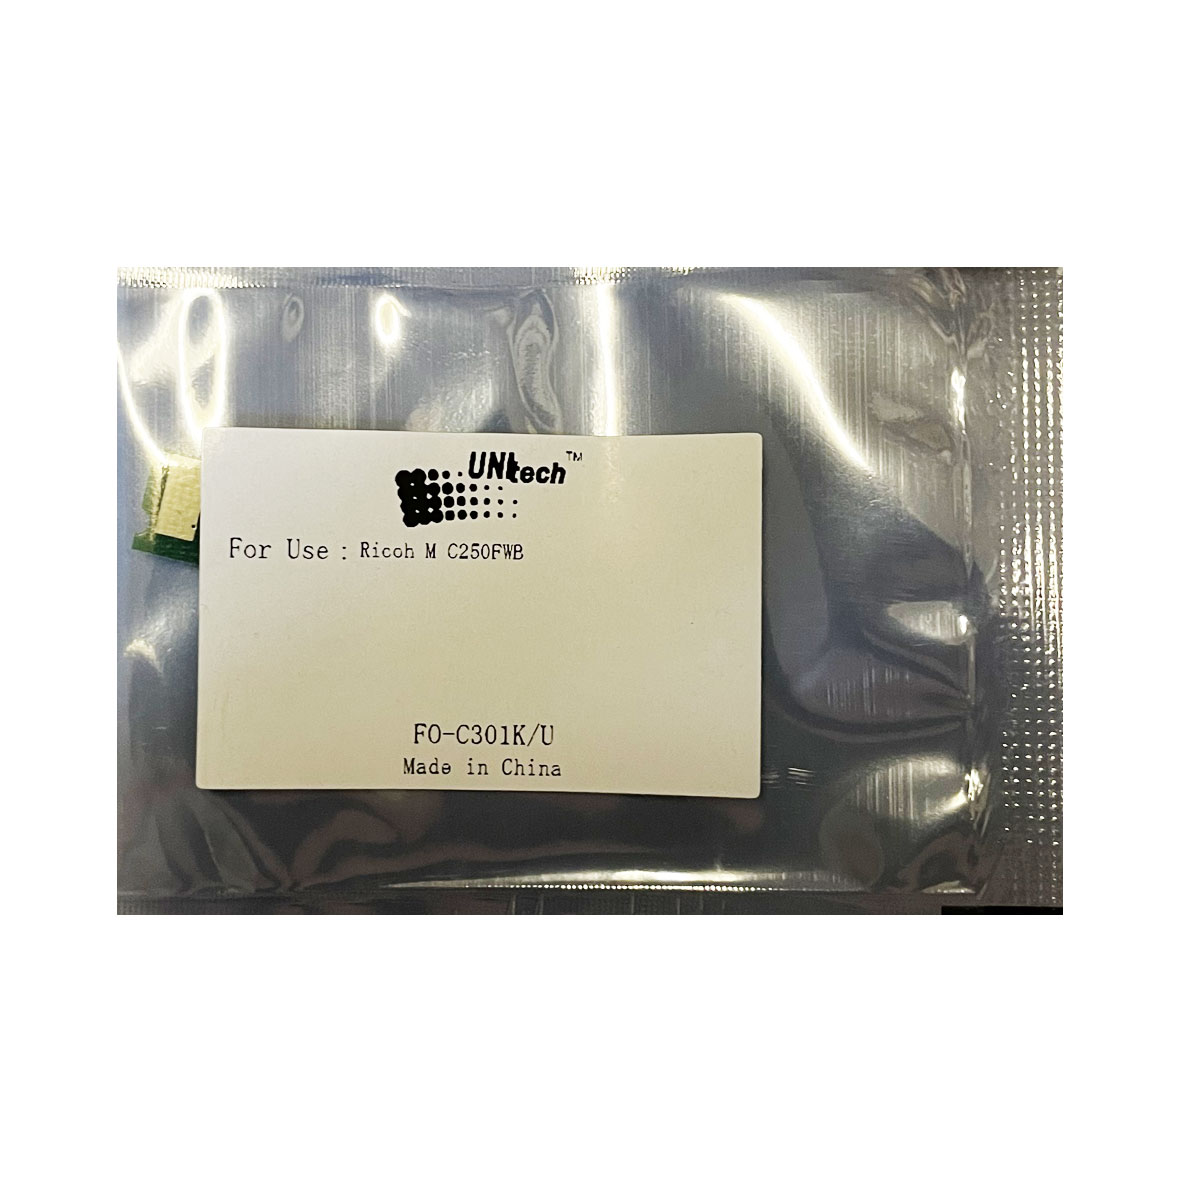 UNItech™
For Use : Ricoh M C250FWB
FO-C301K/U
Made in China